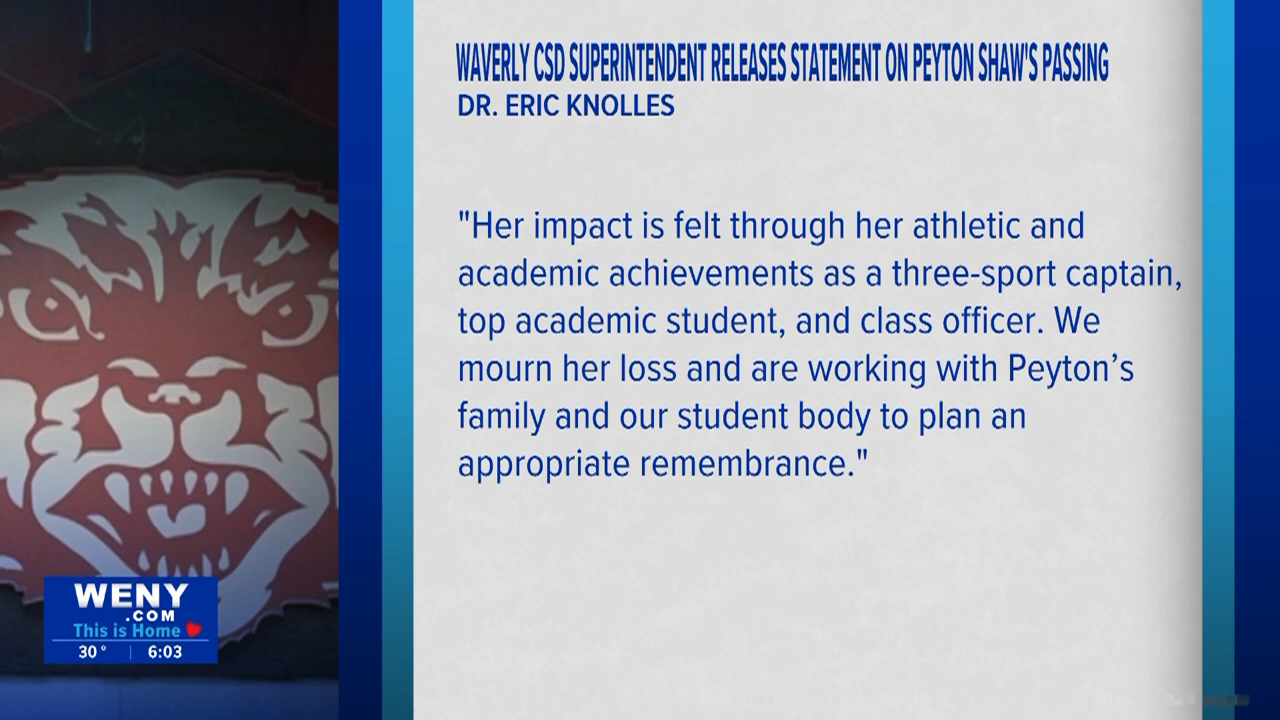 WAVERLY CSD SUPERINTENDENT RELEASES STATEMENT ON PEYTON SHAW'S PASSING
DR. ERIC KNOLLES
"Her impact is felt through her athletic and
academic achievements as a three-sport captain,
top academic student, and class officer. We
mourn her loss and are working with Peyton’s
family and our student body to plan an
appropriate remembrance."
WENY
.COM
This is Home
30° | 6:03